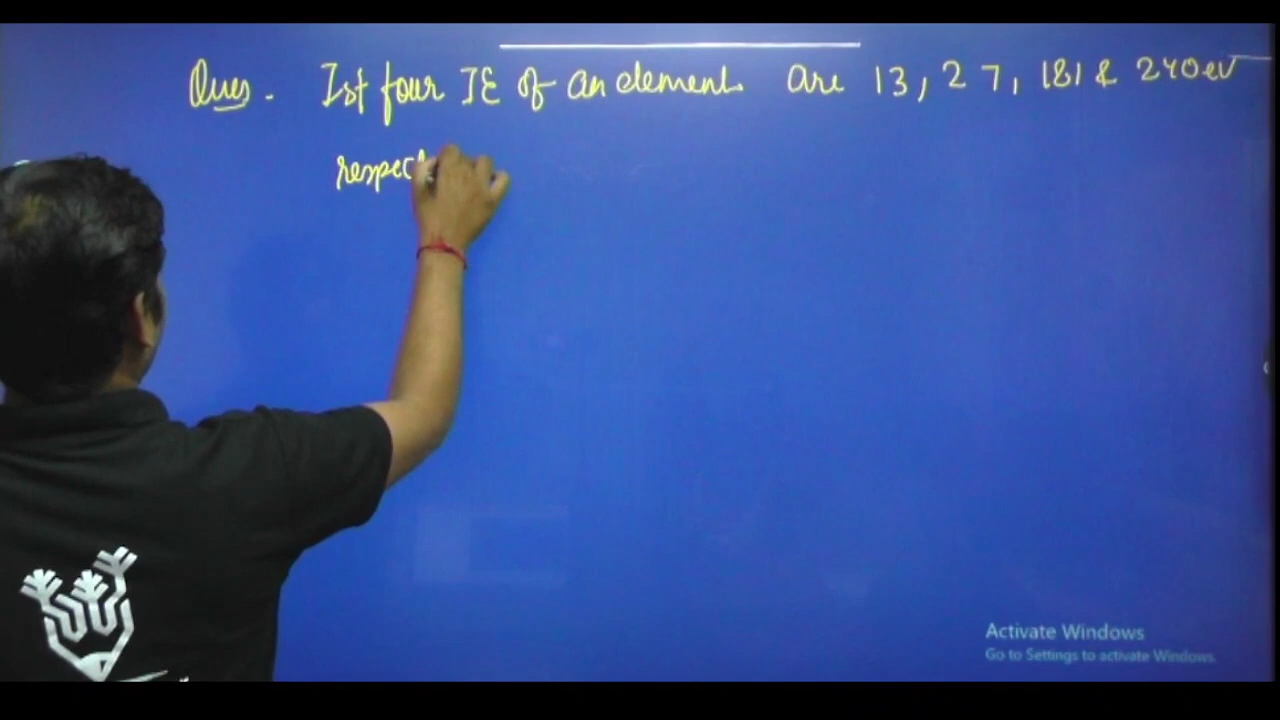 Ques. Ist four IE of an element are 13, 27, 181 & 240 ev
respect
Activate Windows
Go to Settings to activate Windows.